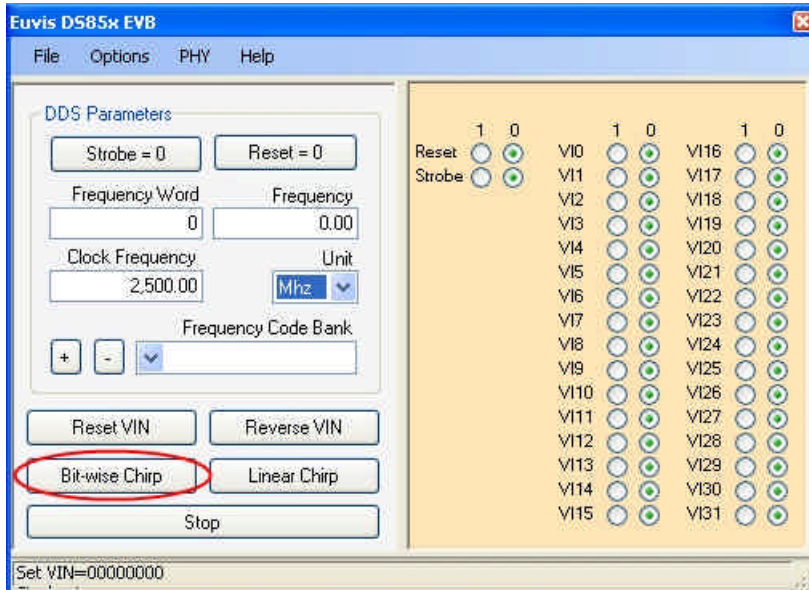 Euvis DS85x EVB
File Options PHY Help
DDS Parameters
Strobe = 0 Reset = 0
Frequency Word Frequency
0 0.00
Clock Frequency Unit
2,500.00 Mhz
Frequency Code Bank
+ -
Reset VIN Reverse VIN
Bit-wise Chirp Linear Chirp
Stop
1 0 1 0 1 0
Reset VI0 VI16
Strobe VI1 VI17
VI2 VI18
VI3 VI19
VI4 VI20
VI5 VI21
VI6 VI22
VI7 VI23
VI8 VI24
VI9 VI25
VI10 VI26
VI11 VI27
VI12 VI28
VI13 VI29
VI14 VI30
VI15 VI31
Set VIN=00000000